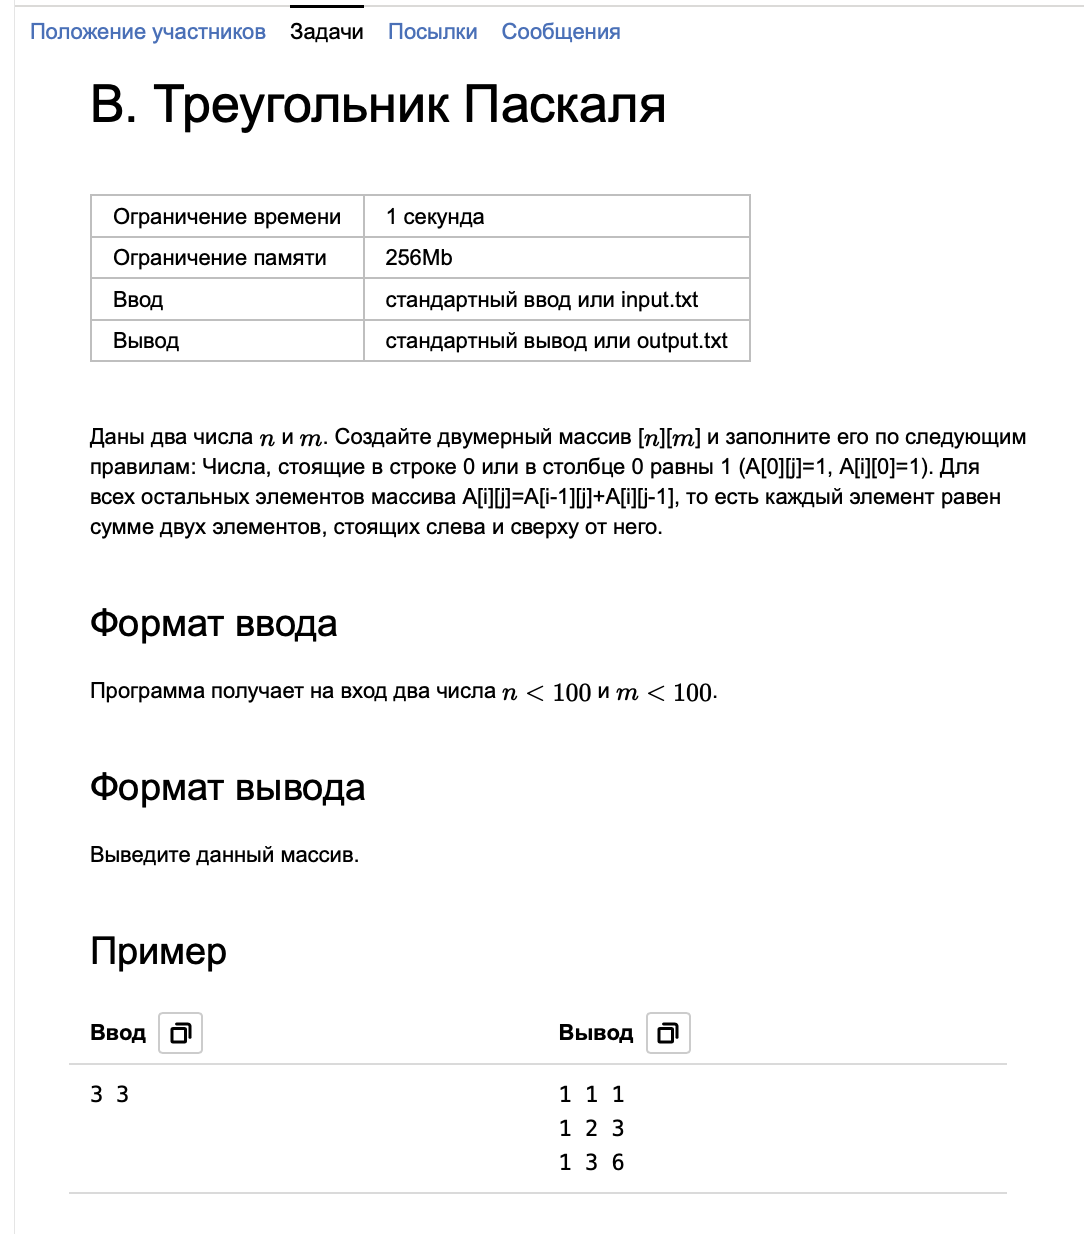 Положение участников Задачи Посылки Сообщения
B. Треугольник Паскаля
Ограничение времени 1 секунда
Ограничение памяти 256Mb
Ввод стандартный ввод или input.txt
Вывод стандартный вывод или output.txt
Даны два числа n и m. Создайте двумерный массив [n][m] и заполните его по следующим
правилам: Числа, стоящие в строке 0 или в столбце 0 равны 1 (A[0][j]=1, A[i][0]=1). Для
всех остальных элементов массива A[i][j]=A[i-1][j]+A[i][j-1], то есть каждый элемент равен
сумме двух элементов, стоящих слева и сверху от него.
Формат ввода
Программа получает на вход два числа n < 100 и m < 100.
Формат вывода
Выведите данный массив.
Пример
Ввод Вывод
3 3 1 1 1
1 2 3
1 3 6